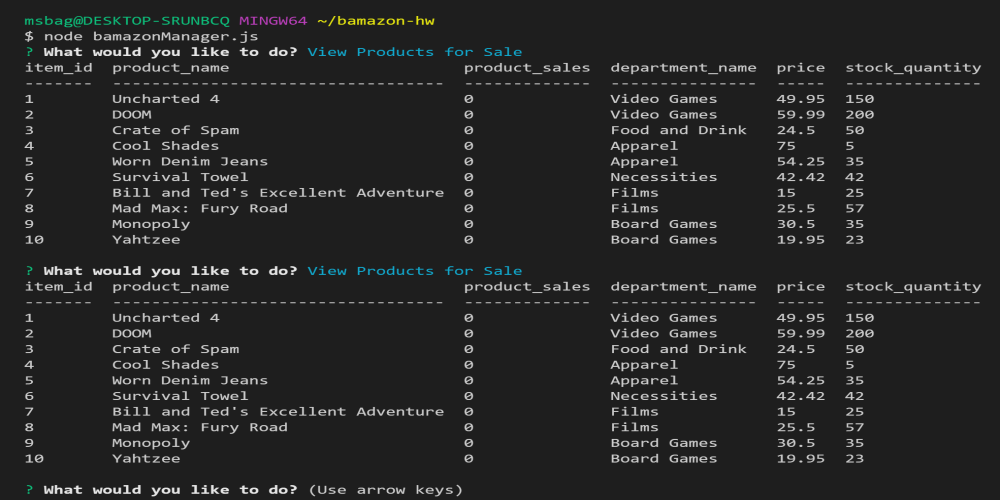 msbag@DESKTOP-SRUNBCQ MINGW64 ~/bamazon-hw
$ node bamazonManager.js
? What would you like to do? View Products for Sale
item_id  product_name                        product_sales  department_name  price  stock_quantity
-------  ----------------------------------  -------------  ---------------  -----  --------------
1        Uncharted 4                         0              Video Games      49.95  150
2        DOOM                                0              Video Games      59.99  200
3        Crate of Spam                       0              Food and Drink   24.5   50
4        Cool Shades                         0              Apparel          75     5
5        Worn Denim Jeans                    0              Apparel          54.25  35
6        Survival Towel                      0              Necessities      42.42  42
7        Bill and Ted's Excellent Adventure  0              Films            15     25
8        Mad Max: Fury Road                  0              Films            25.5   57
9        Monopoly                            0              Board Games      30.5   35
10       Yahtzee                             0              Board Games      19.95  23
? What would you like to do? View Products for Sale
item_id  product_name                        product_sales  department_name  price  stock_quantity
-------  ----------------------------------  -------------  ---------------  -----  --------------
1        Uncharted 4                         0              Video Games      49.95  150
2        DOOM                                0              Video Games      59.99  200
3        Crate of Spam                       0              Food and Drink   24.5   50
4        Cool Shades                         0              Apparel          75     5
5        Worn Denim Jeans                    0              Apparel          54.25  35
6        Survival Towel                      0              Necessities      42.42  42
7        Bill and Ted's Excellent Adventure  0              Films            15     25
8        Mad Max: Fury Road                  0              Films            25.5   57
9        Monopoly                            0              Board Games      30.5   35
10       Yahtzee                             0              Board Games      19.95  23
? What would you like to do? (Use arrow keys)